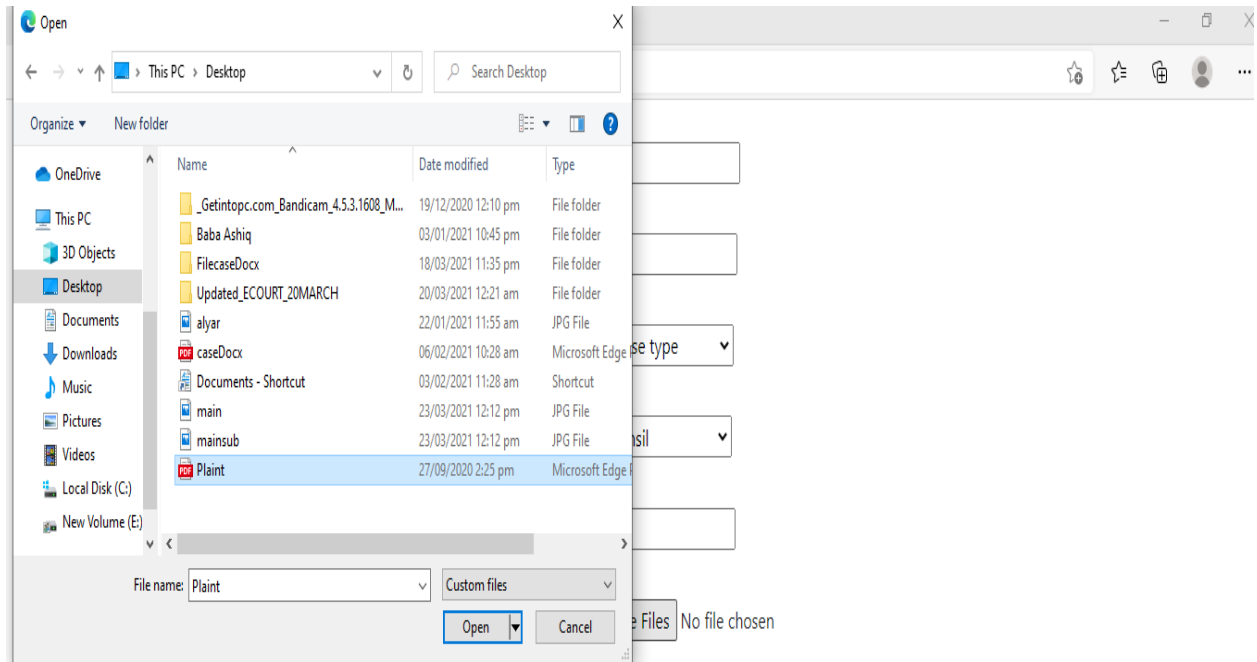 Open
This PC > Desktop
Search Desktop
Organize
New folder
Name
Date modified
Type
OneDrive
This PC
3D Objects
Desktop
Documents
Downloads
Music
Pictures
Videos
Local Disk (C:)
New Volume (E:)
_Getintopc.com_Bandicam_4.5.3.1608_M... 19/12/2020 12:10 pm File folder
Baba Ashiq 03/01/2021 10:45 pm File folder
FilecaseDocx 18/03/2021 11:35 pm File folder
Updated_ECOURT_20MARCH 20/03/2021 12:21 am File folder
alyar 22/01/2021 11:55 am JPG File
PDF caseDocx 06/02/2021 10:28 am Microsoft Edge
Documents - Shortcut 03/02/2021 11:28 am Shortcut
main 23/03/2021 12:12 pm JPG File
mainsub 23/03/2021 12:12 pm JPG File
PDF Plaint 27/09/2020 2:25 pm Microsoft Edge
File name: Plaint
Custom files
Open
Cancel
se type
sil
e Files No file chosen